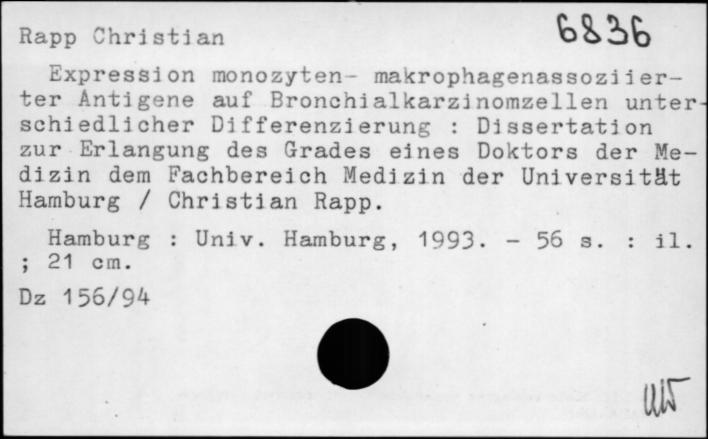 6836
Rapp Christian
Expression monozyten- makrophagenassoziier-
ter Antigene auf Bronchialkarzinomzellen unter-
schiedlicher Differenzierung : Dissertation
zur Erlangung des Grades eines Doktors der Me-
dizin dem Fachbereich Medizin der Universität
Hamburg / Christian Rapp.
Hamburg : Univ. Hamburg, 1993. - 56 s. : il.
; 21 cm.
Dz 156/94